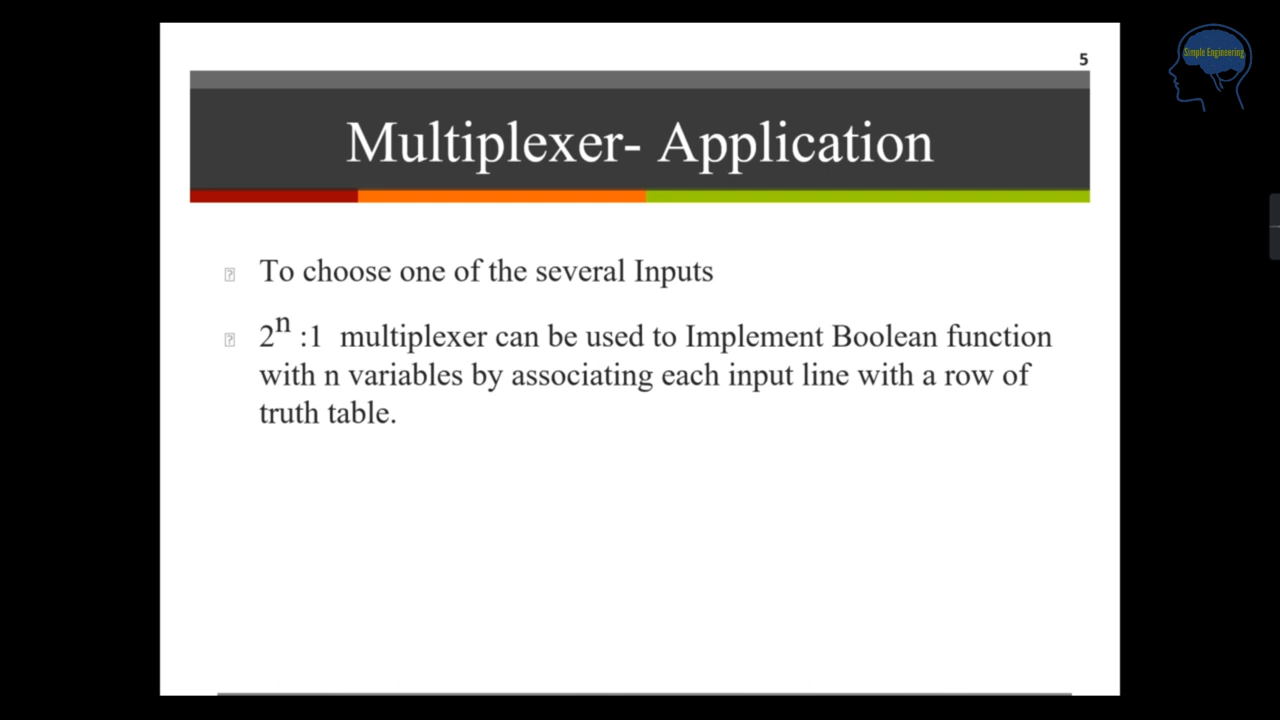 5
Simple Engineering
Multiplexer- Application
To choose one of the several Inputs
2ⁿ :1 multiplexer can be used to Implement Boolean function
with n variables by associating each input line with a row of
truth table.